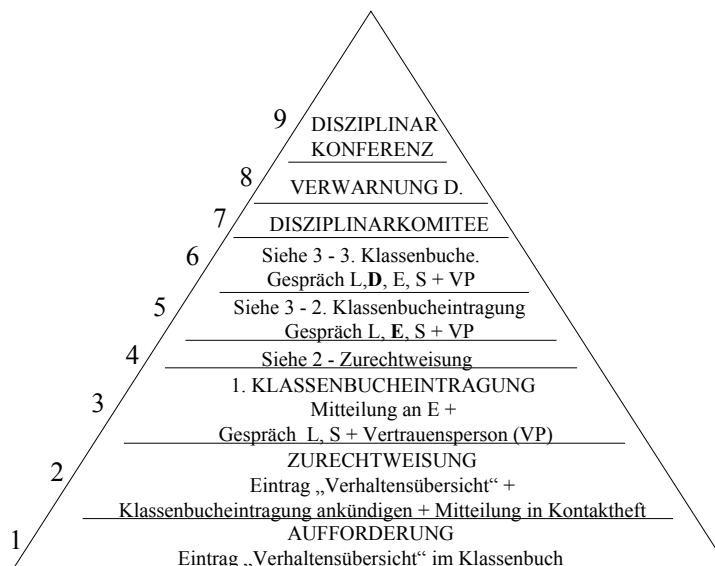 9
DISZIPLINAR
KONFERENZ
8
VERWARNUNG D.
7
DISZIPLINARKOMITEE
6
Siehe 3 - 3. Klassenbuche.
Gespräch L,D, E, S + VP
5
Siehe 3 - 2. Klassenbucheintragung
Gespräch L, E, S + VP
4
Siehe 2 - Zurechtweisung
3
1. KLASSENBUCHEINTRAGUNG
Mitteilung an E +
Gespräch L, S + Vertrauensperson (VP)
2
ZURECHTWEISUNG
Eintrag „Verhaltensübersicht“ +
Klassenbucheintragung ankündigen + Mitteilung in Kontaktheft
1
AUFFORDERUNG
Eintrag „Verhaltensübersicht“ im Klassenbuch